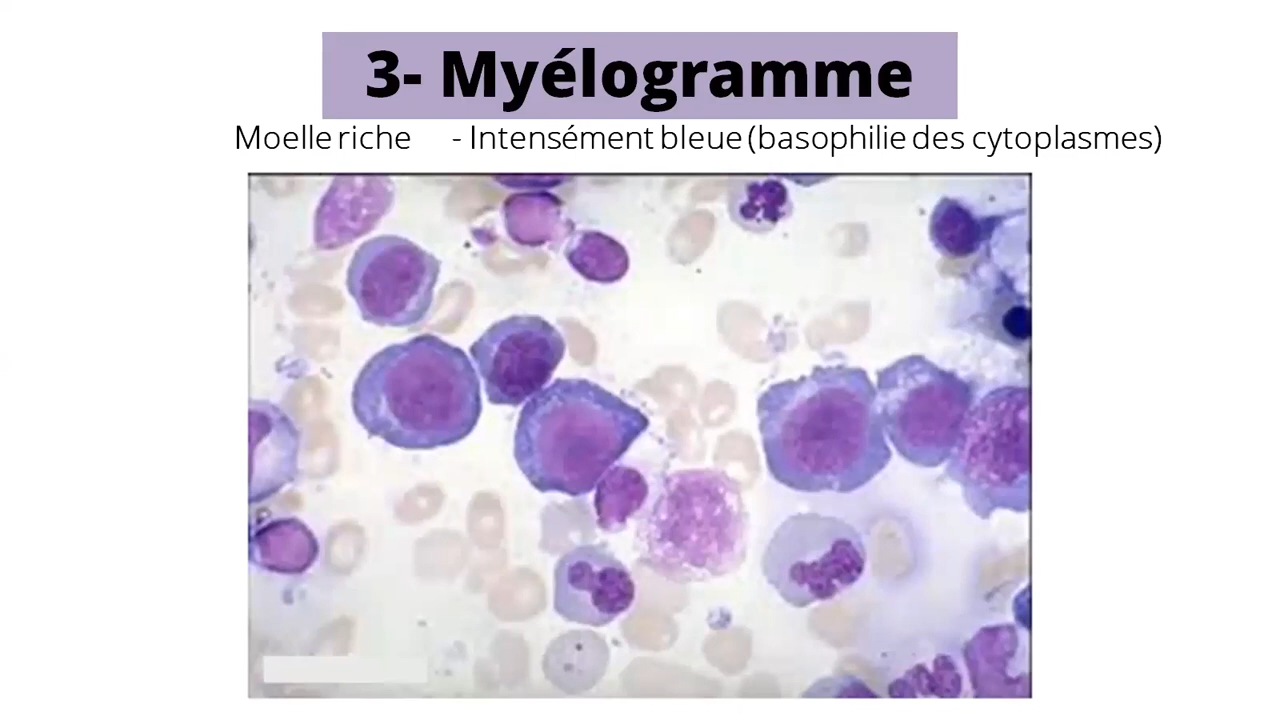 3- Myélogramme
Moelle riche - Intensément bleue (basophilie des cytoplasmes)